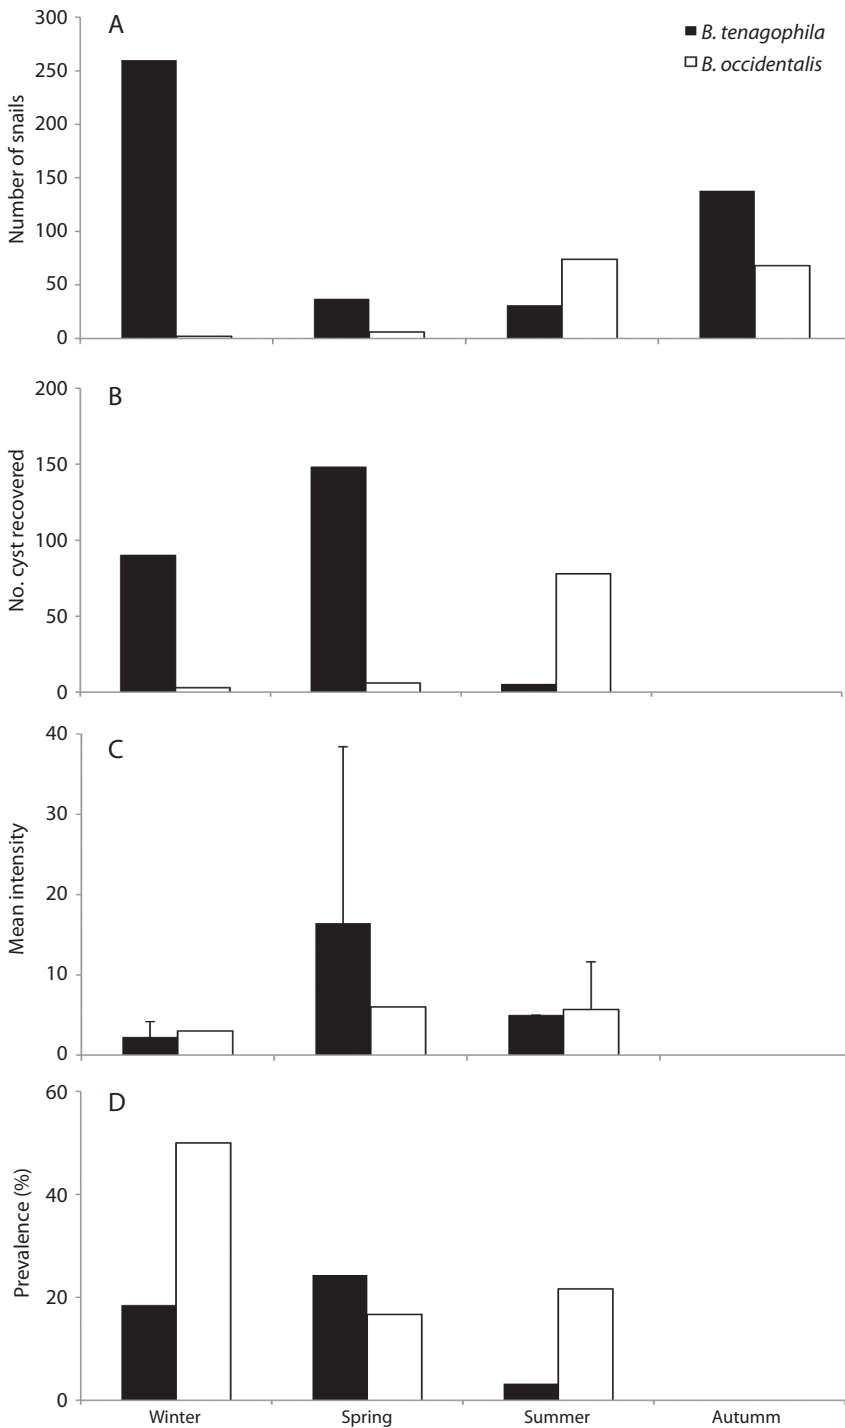 A
B. tenagophila
B. occidentalis
Number of snails
300
250
200
150
100
50
0
B
No. cyst recovered
200
150
100
50
0
C
Mean intensity
40
30
20
10
0
D
Prevalence (%)
60
40
20
0
Winter Spring Summer Autumm